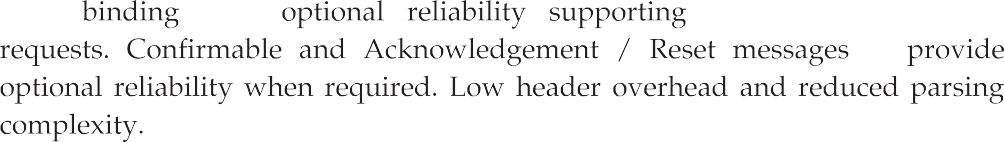 binding optional reliability supporting
requests. Confirmable and Acknowledgement / Reset messages provide
optional reliability when required. Low header overhead and reduced parsing
complexity.